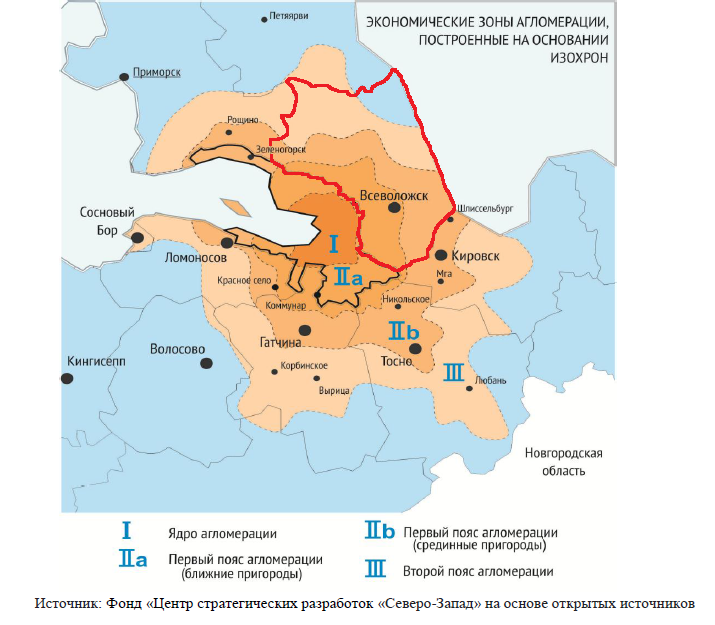 Петяярви
ЭКОНОМИЧЕСКИЕ ЗОНЫ АГЛОМЕРАЦИИ,
ПОСТРОЕННЫЕ НА ОСНОВАНИИ
ИЗОХРОН
Приморск
Рощино
Зеленогорск
Всеволожск
Шлиссельбург
Сосновый
Бор
I
Ломоносов
Кировск
IIa
Мга
Красное село
Коммунар
Никольское
IIb
Гатчина
Волосово
Тосно
Кингисепп
Корбинское
III
Любань
Вырица
Новгородская
область
I Ядро агломерации
IIa Первый пояс агломерации
(ближние пригороды)
IIb Первый пояс агломерации
(срединные пригороды)
III Второй пояс агломерации
Источник: Фонд «Центр стратегических разработок «Северо-Запад» на основе открытых источников